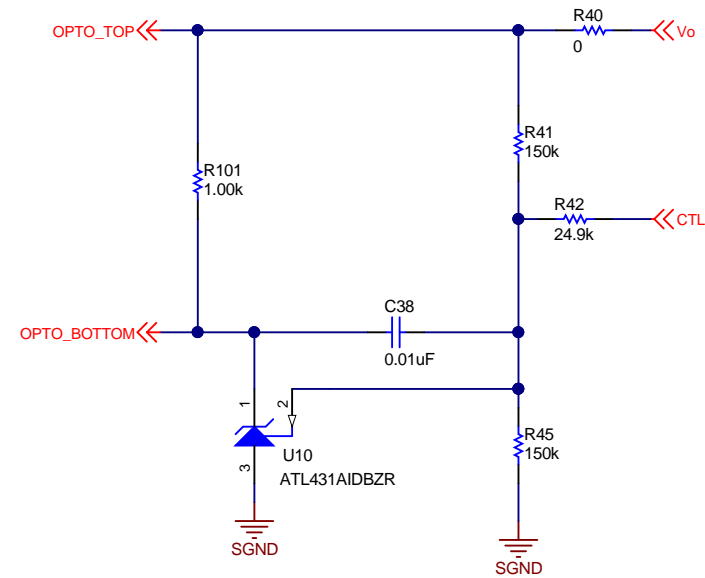 R40
OPTO_TOP
Vo
0
R41
150k
R101
1.00k
R42
CTL
24.9k
C38
OPTO_BOTTOM
0.01uF
1
2
R45
150k
U10
3
ATL431AIDBZR
SGND
SGND